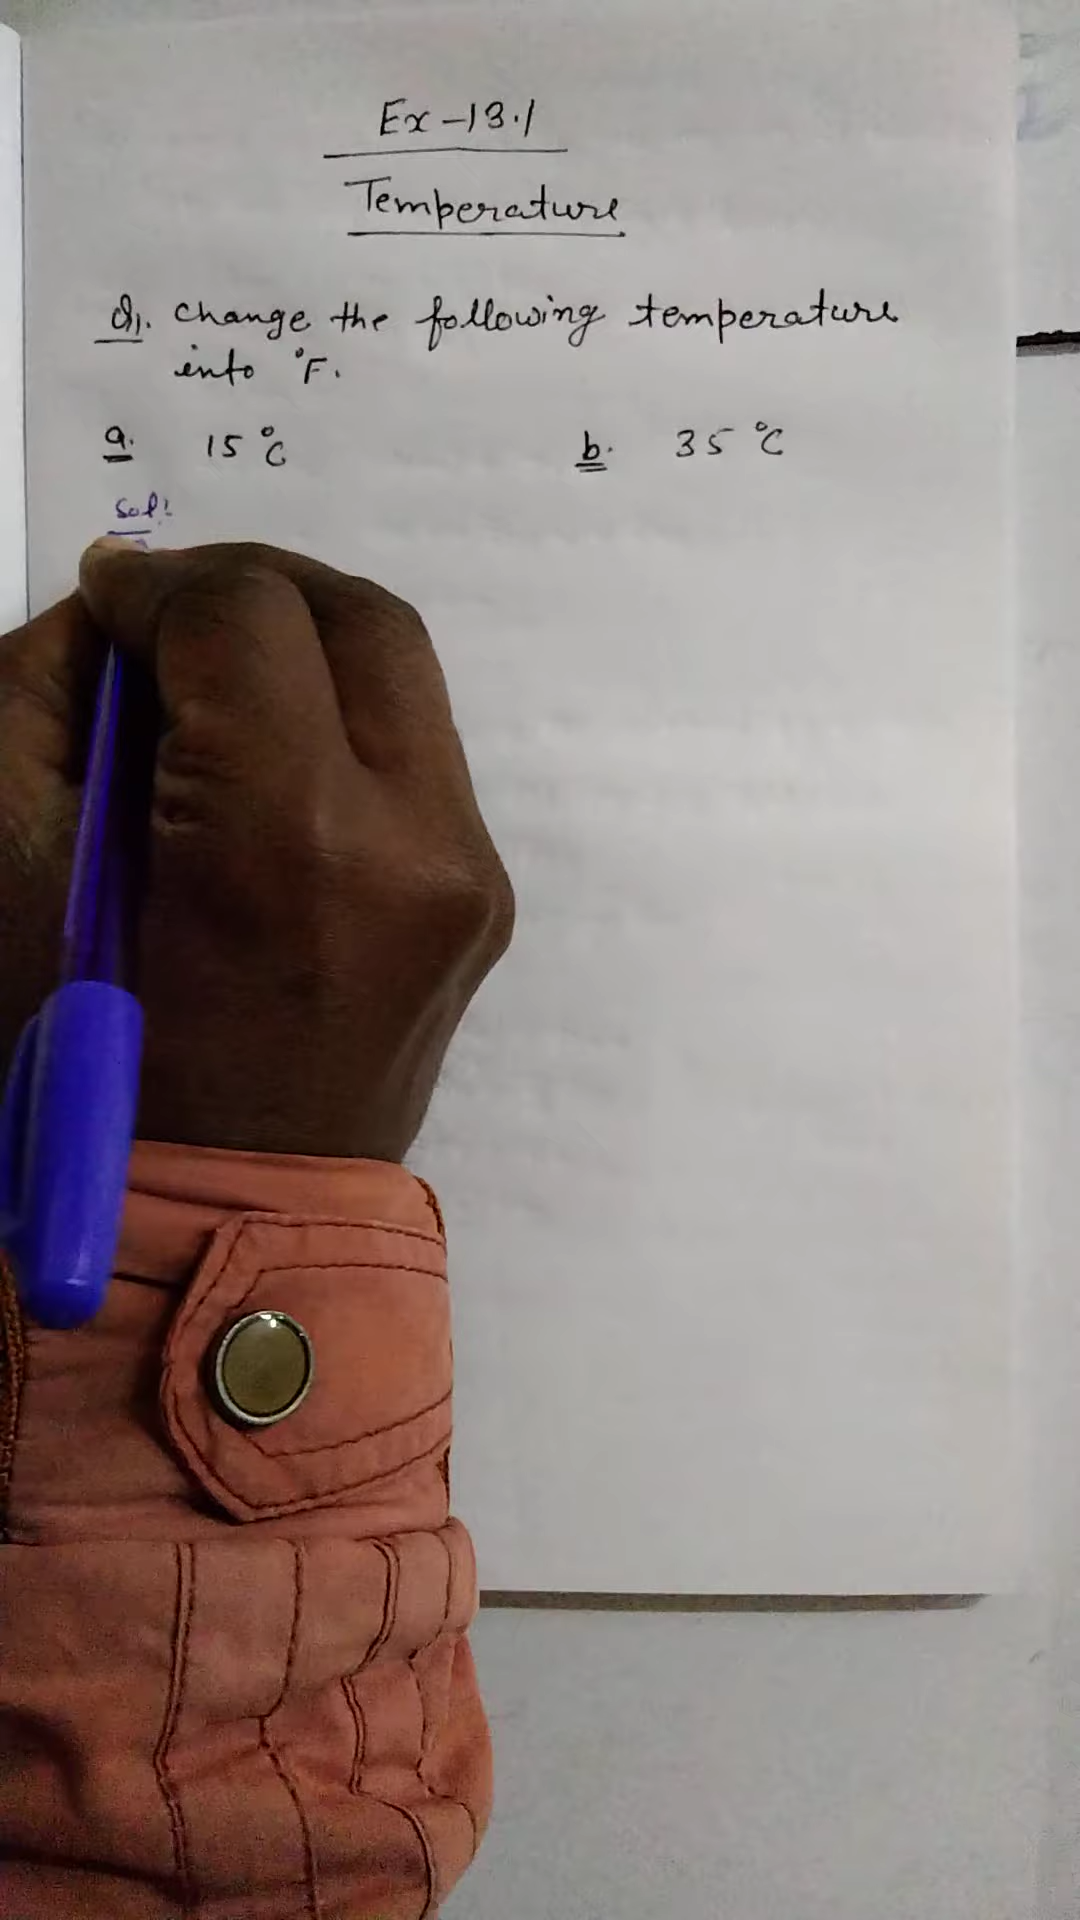 Ex-13.1
Temperature
Q1. change the following temperature
into °F.
a. 15 °C b. 35 °C
Sol: